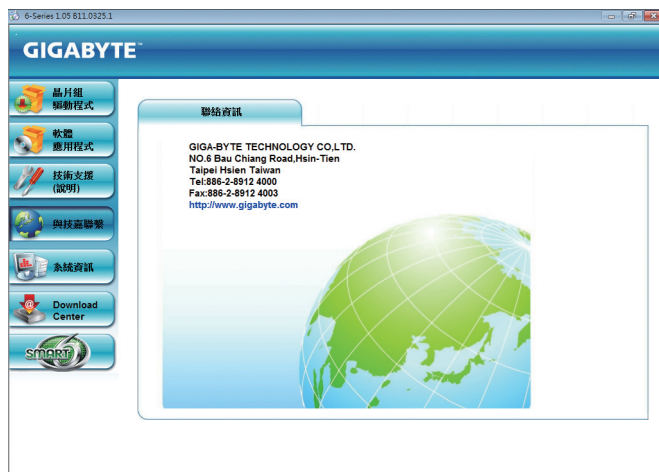 6-Series 1.05 B11.0325.1
GIGABYTE™
晶片組
驅動程式
軟體
應用程式
技術支援
(說明)
與技嘉聯繫
系統資訊
Download
Center
SMART6
聯絡資訊
GIGA-BYTE TECHNOLOGY CO,LTD.
NO.6 Bau Chiang Road,Hsin-Tien
Taipei Hsien Taiwan
Tel:886-2-8912 4000
Fax:886-2-8912 4003
http://www.gigabyte.com